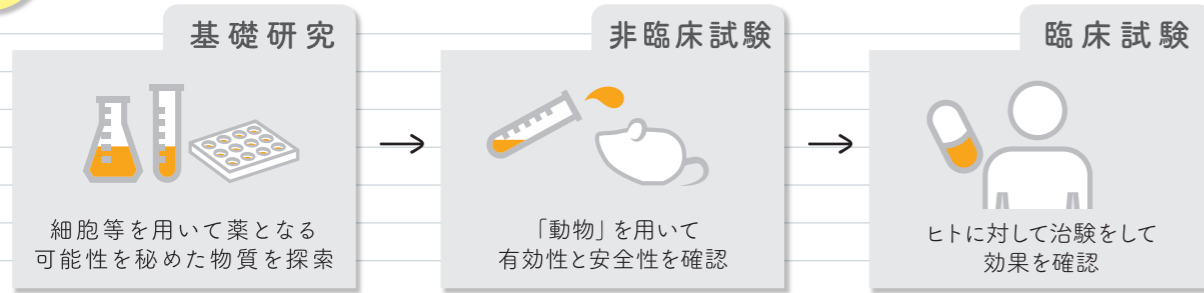 基礎研究
細胞等を用いて薬となる
可能性を秘めた物質を探索
非臨床試験
「動物」を用いて
有効性と安全性を確認
臨床試験
ヒトに対して治験をして
効果を確認